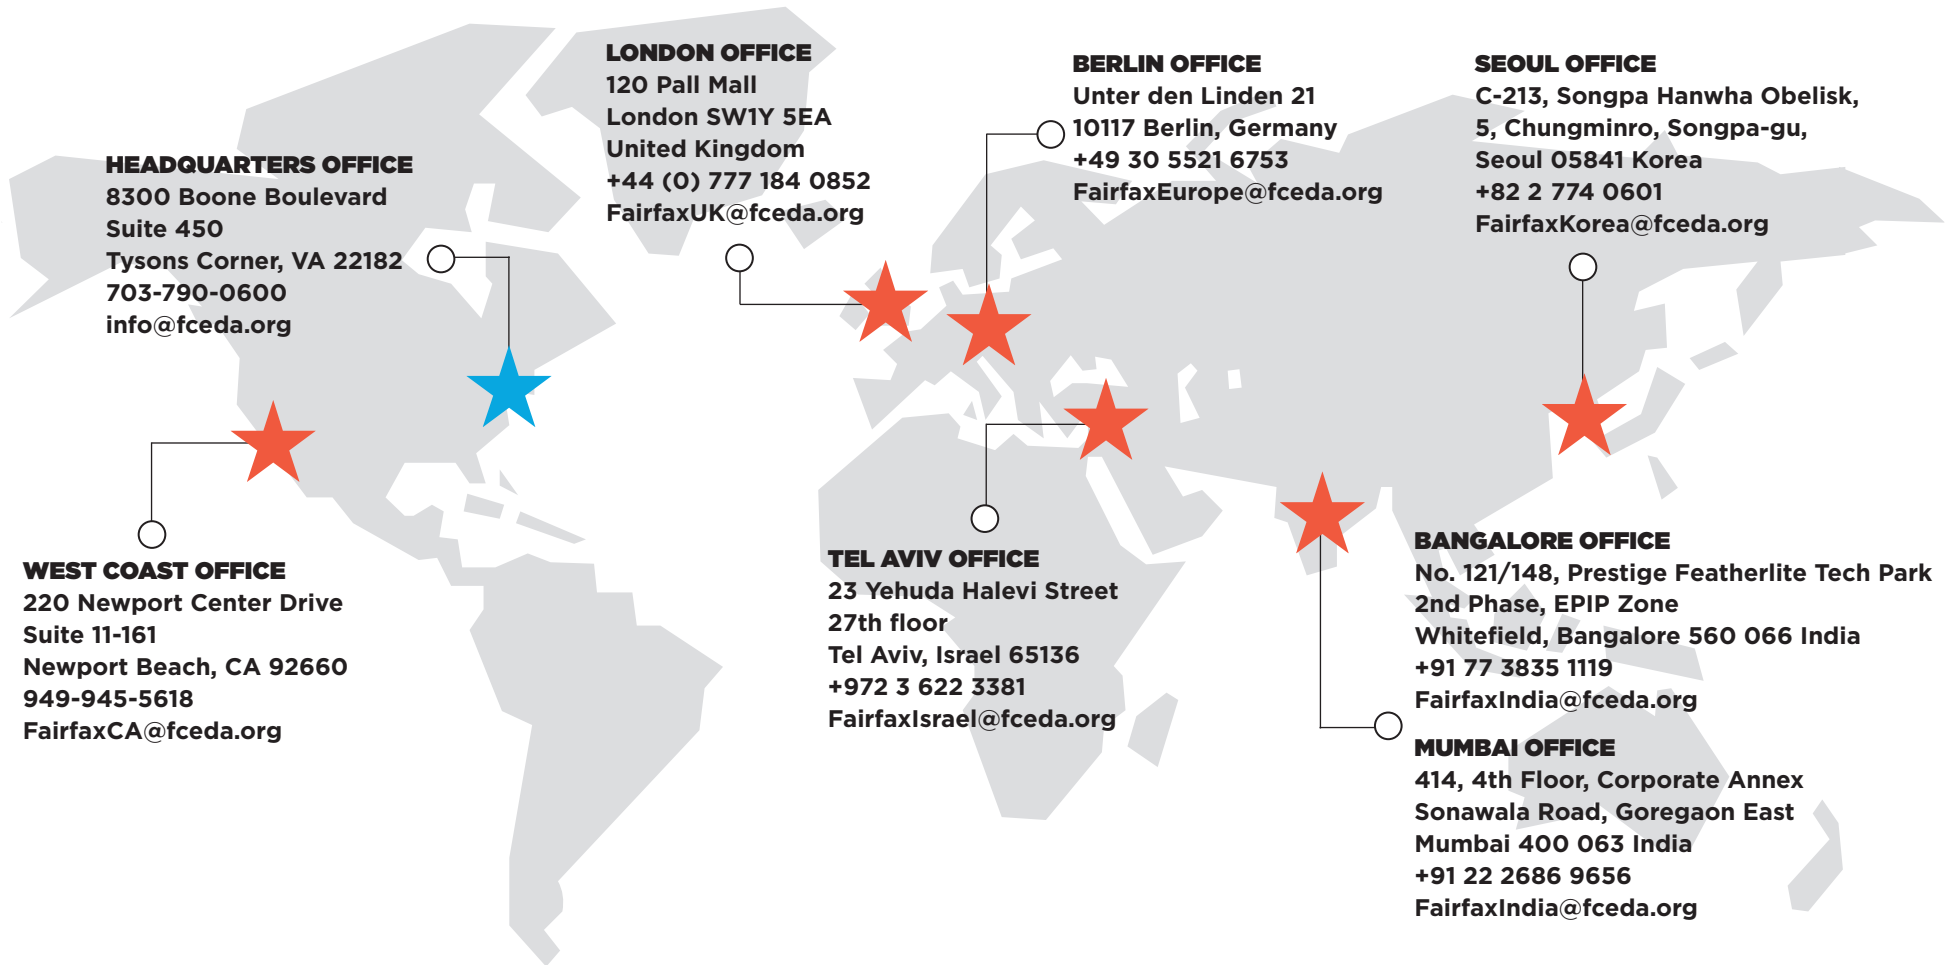 HEADQUARTERS OFFICE
8300 Boone Boulevard
Suite 450
Tysons Corner, VA 22182
703-790-0600
info@fceda.org
LONDON OFFICE
120 Pall Mall
London SW1Y 5EA
United Kingdom
+44 (0) 777 184 0852
FairfaxUK@fceda.org
BERLIN OFFICE
Unter den Linden 21
10117 Berlin, Germany
+49 30 5521 6753
FairfaxEurope@fceda.org
SEOUL OFFICE
C-213, Songpa Hanwha Obelisk,
5, Chungminro, Songpa-gu,
Seoul 05841 Korea
+82 2 774 0601
FairfaxKorea@fceda.org
WEST COAST OFFICE
220 Newport Center Drive
Suite 11-161
Newport Beach, CA 92660
949-945-5618
FairfaxCA@fceda.org
TEL AVIV OFFICE
23 Yehuda Halevi Street
27th floor
Tel Aviv, Israel 65136
+972 3 622 3381
FairfaxIsrael@fceda.org
BANGALORE OFFICE
No. 121/148, Prestige Featherlite Tech Park
2nd Phase, EPIP Zone
Whitefield, Bangalore 560 066 India
+91 77 3835 1119
FairfaxIndia@fceda.org
MUMBAI OFFICE
414, 4th Floor, Corporate Annex
Sonawala Road, Goregaon East
Mumbai 400 063 India
+91 22 2686 9656
FairfaxIndia@fceda.org